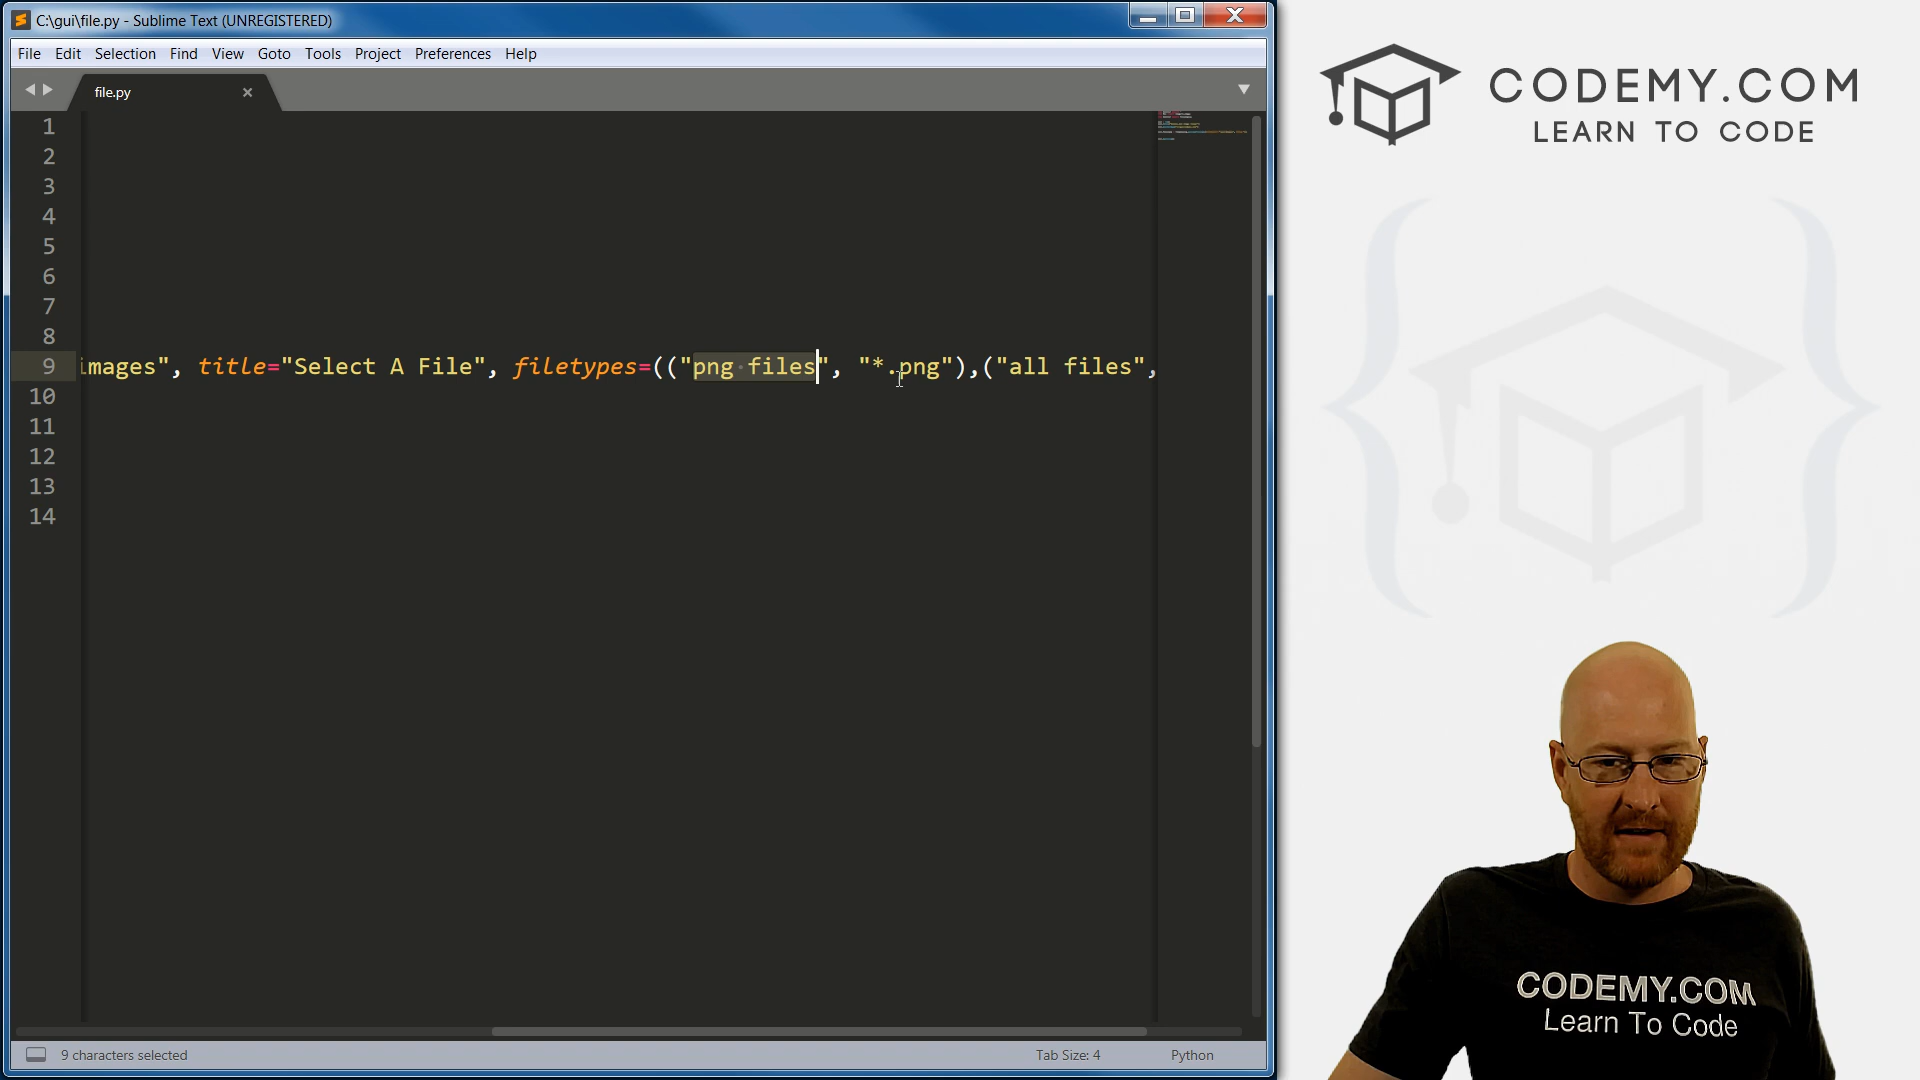 C:\gui\file.py - Sublime Text (UNREGISTERED)
File Edit Selection Find View Goto Tools Project Preferences Help
file.py
1
2
3
4
5
6
7
8
9 images", title="Select A File", filetypes=(("png files", "*.png"),("all files",
10
11
12
13
14
9 characters selected
Tab Size: 4
Python
CODEMY.COM
LEARN TO CODE
CODEMY.COM
Learn To Code